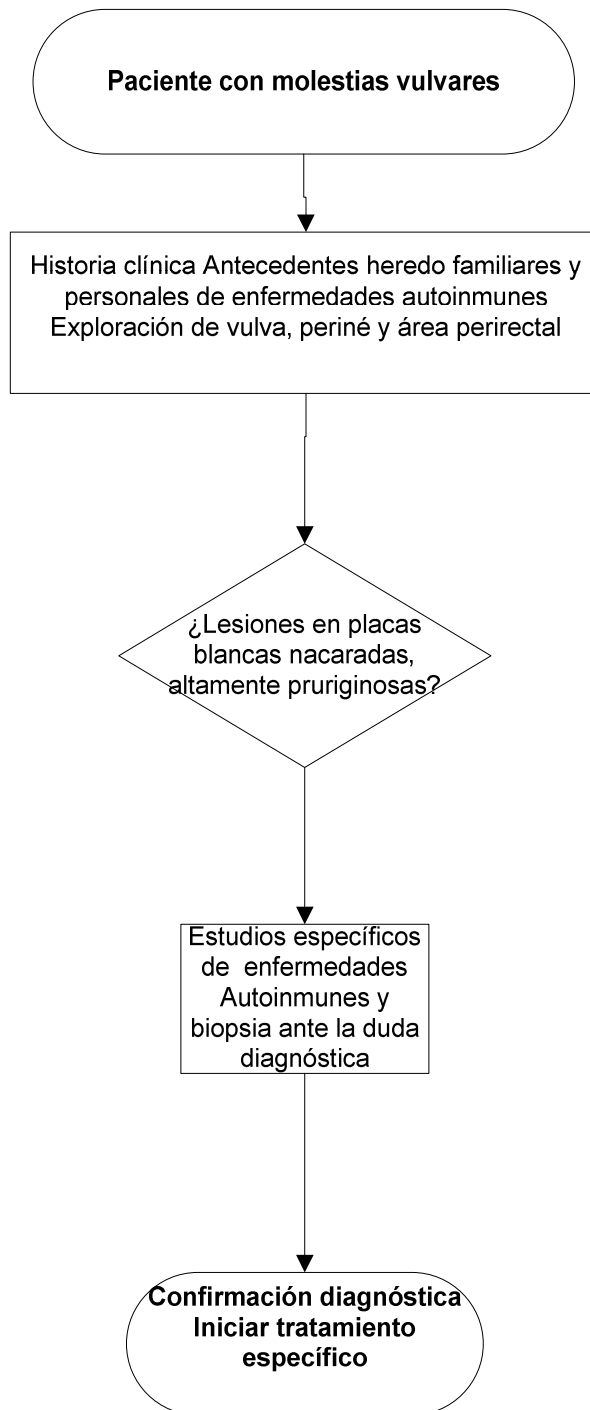 Paciente con molestias vulvares
Historia clínica Antecedentes heredo familiares y
personales de enfermedades autoinmunes
Exploración de vulva, periné y área perirectal
¿Lesiones en placas
blancas nacaradas,
altamente pruriginosas?
Estudios específicos
de enfermedades
Autoinmunes y
biopsia ante la duda
diagnóstica
Confirmación diagnóstica
Iniciar tratamiento
específico